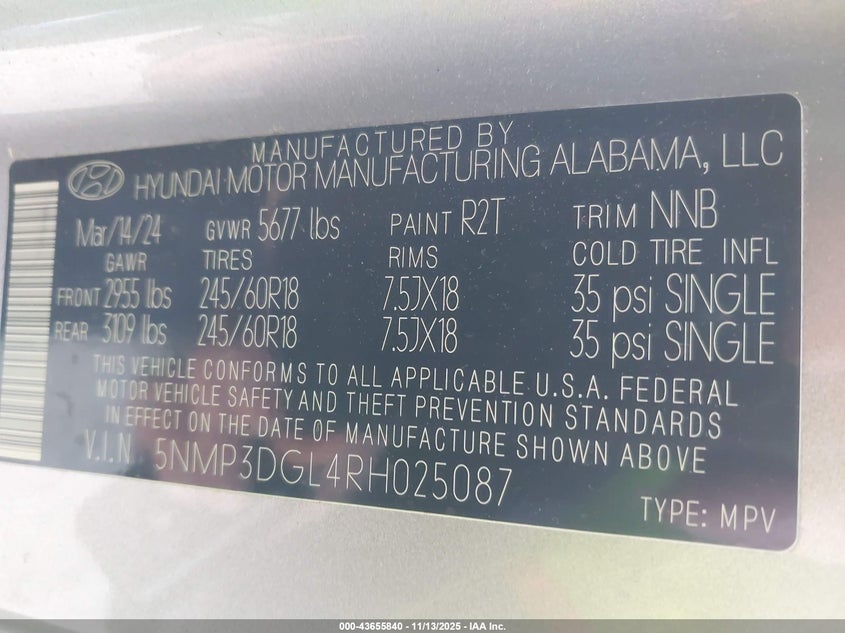 MANUFACTURED BY
HYUNDAI MOTOR MANUFACTURING ALABAMA, LLC
Mar/14/24 GVWR 5677 lbs PAINT R2T TRIM NNB
GAWR TIRES RIMS COLD TIRE INFL
FRONT 2955 lbs 245/60R18 7.5JX18 35 psi SINGLE
REAR 3109 lbs 245/60R18 7.5JX18 35 psi SINGLE
THIS VEHICLE CONFORMS TO ALL APPLICABLE U.S.A. FEDERAL
MOTOR VEHICLE SAFETY AND THEFT PREVENTION STANDARDS
IN EFFECT ON THE DATE OF MANUFACTURE SHOWN ABOVE
V.I.N. 5NMP3DGL4RH025087
TYPE: MPV
000-43655840 - 11/13/2025 - IAA Inc.